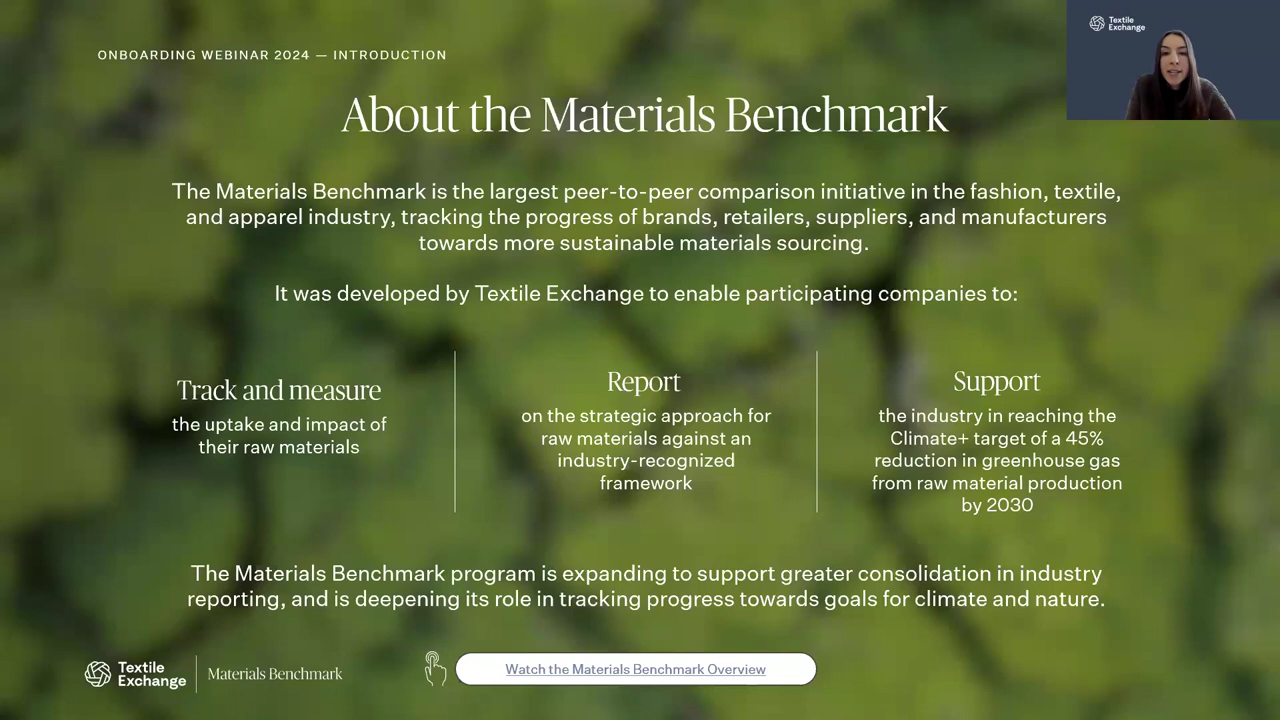 Textile
Exchange
ONBOARDING WEBINAR 2024 — INTRODUCTION
About the Materials Benchmark
The Materials Benchmark is the largest peer-to-peer comparison initiative in the fashion, textile,
and apparel industry, tracking the progress of brands, retailers, suppliers, and manufacturers
towards more sustainable materials sourcing.
It was developed by Textile Exchange to enable participating companies to:
Track and measure
the uptake and impact of
their raw materials
Report
on the strategic approach for
raw materials against an
industry-recognized
framework
Support
the industry in reaching the
Climate+ target of a 45%
reduction in greenhouse gas
from raw material production
by 2030
The Materials Benchmark program is expanding to support greater consolidation in industry
reporting, and is deepening its role in tracking progress towards goals for climate and nature.
Textile
Exchange
Materials Benchmark
Watch the Materials Benchmark Overview